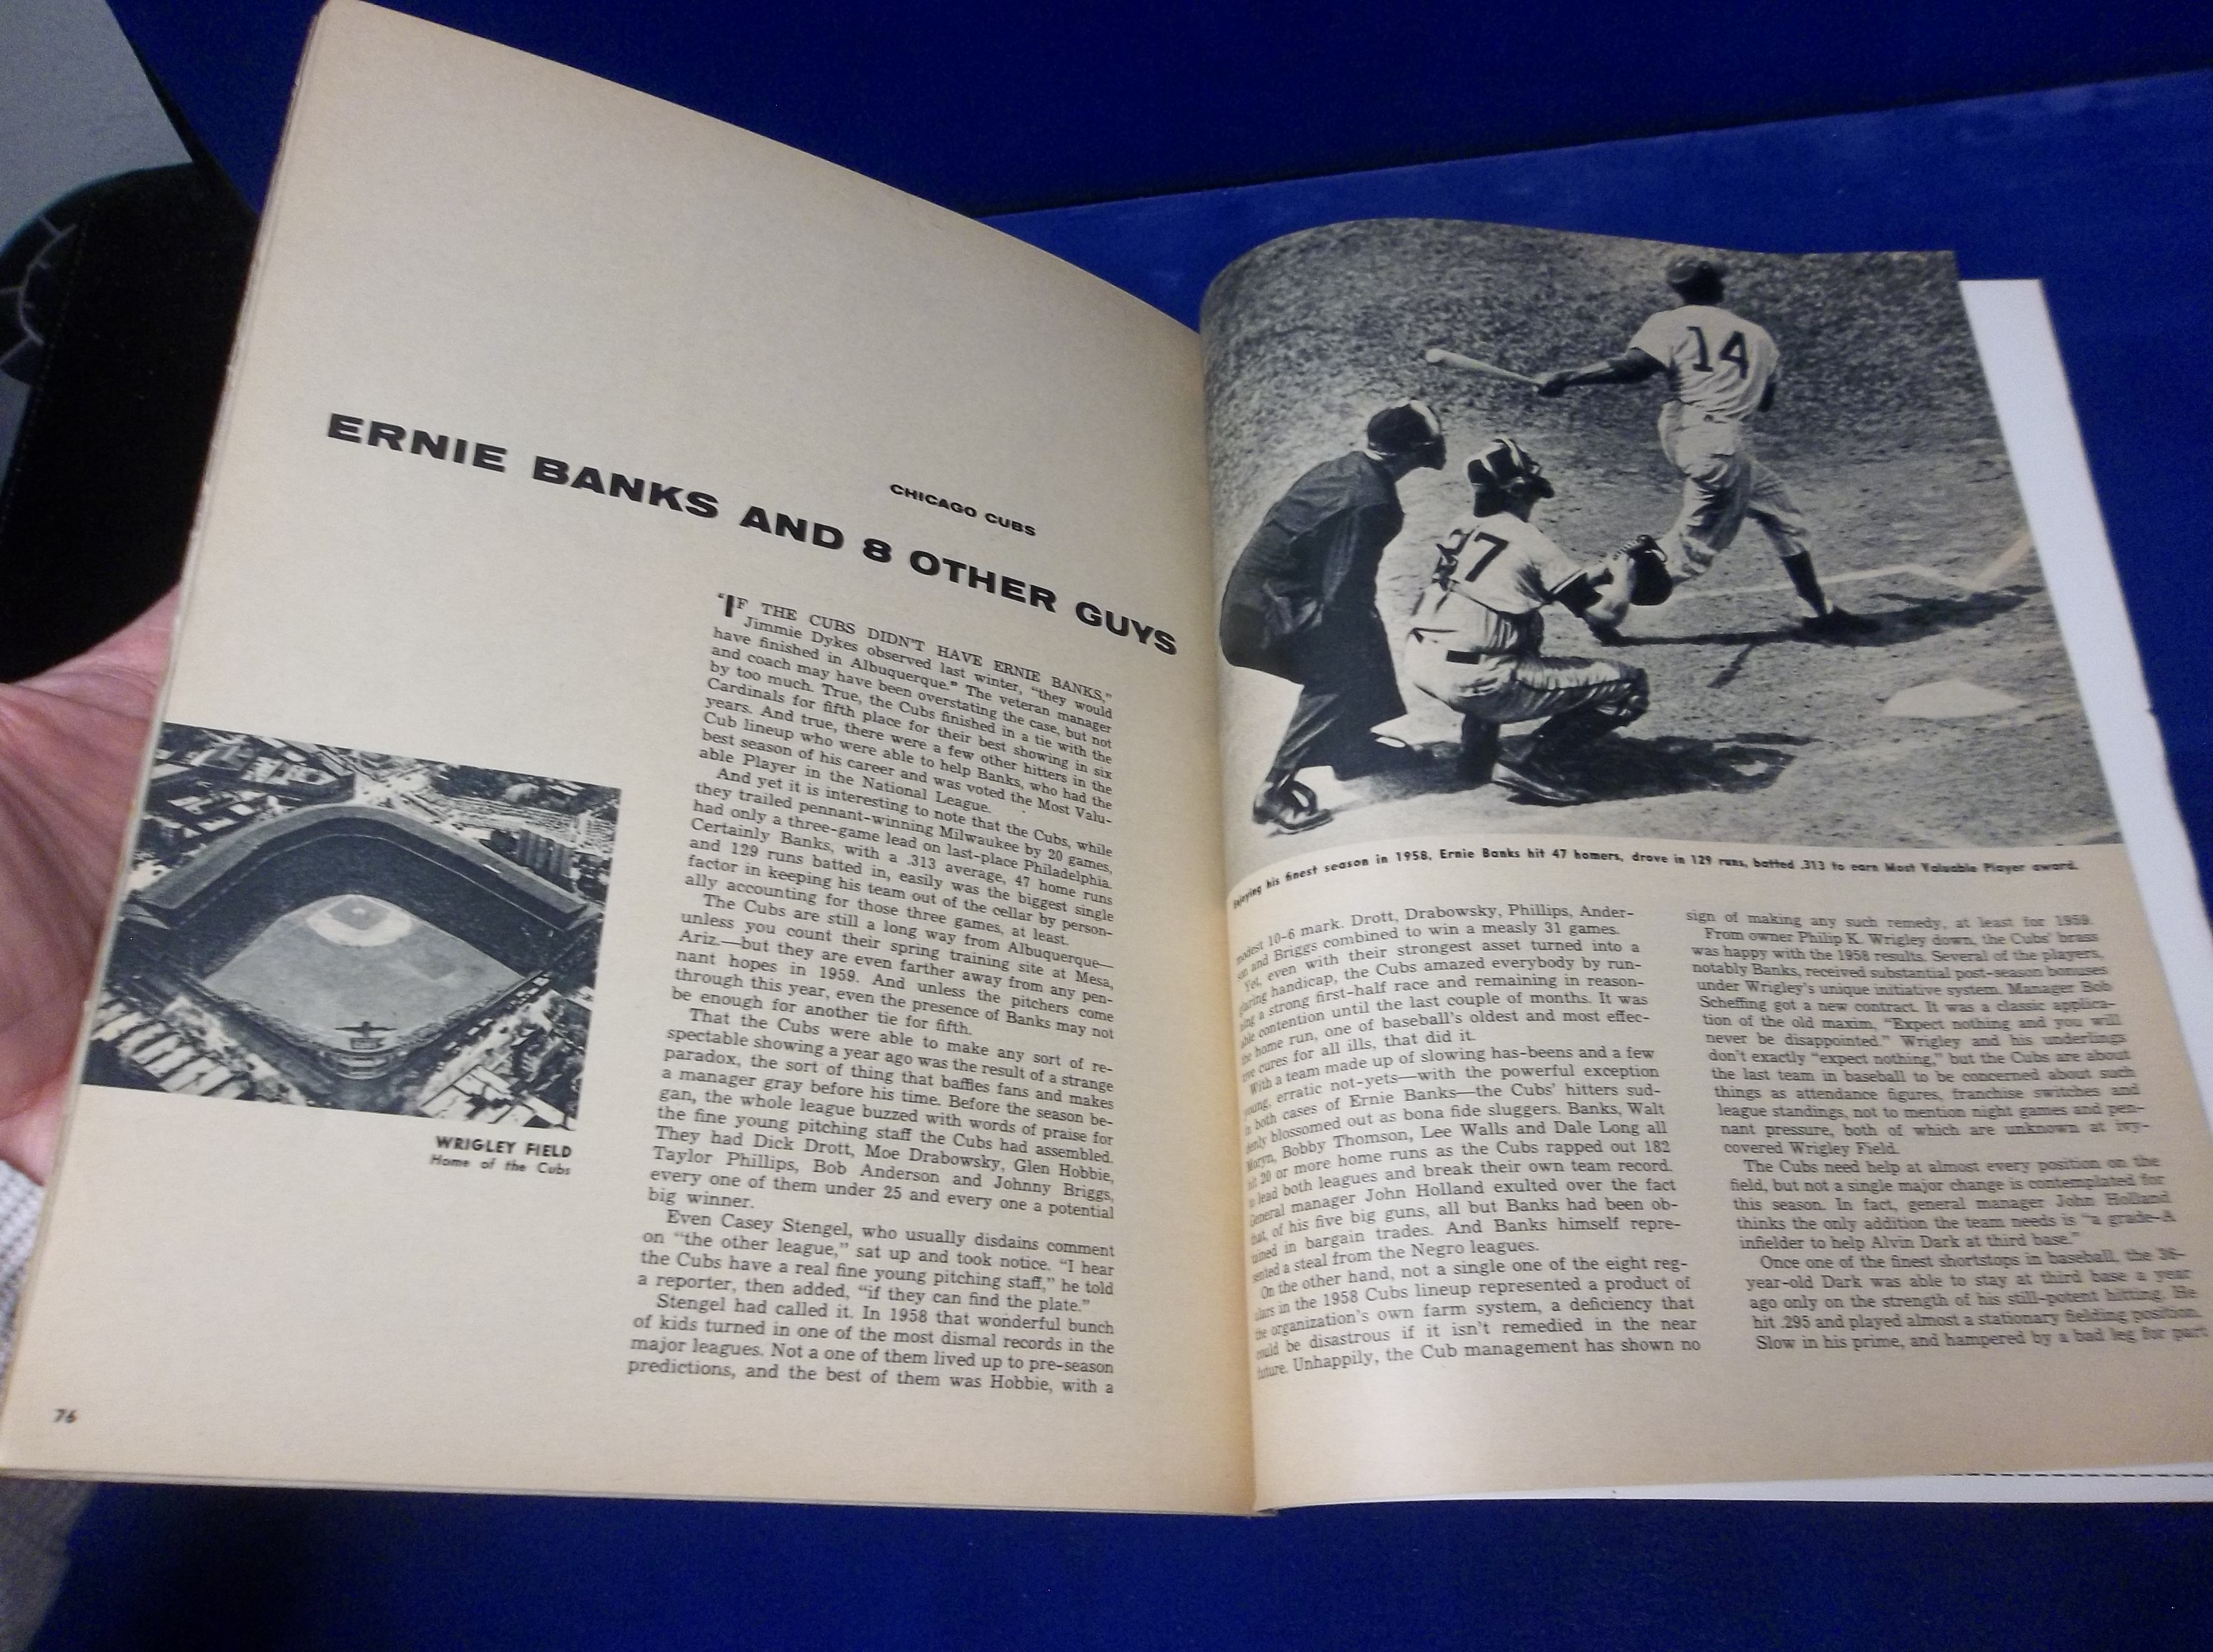 CHICAGO CUBS
ERNIE BANKS AND 8 OTHER GUYS
"IF THE CUBS DIDN'T HAVE ERNIE BANKS,"
Jimmie Dykes observed last winter, "they would
have finished in Albuquerque." The veteran manager
and coach may have been overstating the case, but not
by too much. True, the Cubs finished in a tie with the
Cardinals for fifth place for their best showing in six
years. And true, there were a few other hitters in the
Cub lineup who were able to help Banks, who had the
best season of his career and was voted the Most Valu-
able Player in the National League.
And yet it is interesting to note that the Cubs, while
they trailed pennant-winning Milwaukee by 20 games,
had only a three-game lead on last-place Philadelphia.
Certainly Banks, with a .313 average, 47 home runs
and 129 runs batted in, easily was the biggest single
factor in keeping his team out of the cellar by person-
ally accounting for those three games, at least.
The Cubs are still a long way from Albuquerque—
unless you count their spring training site at Mesa,
Ariz.—but they are even farther away from any pen-
nant hopes in 1959. And unless the pitchers come
through this year, even the presence of Banks may not
be enough for another tie for fifth.
That the Cubs were able to make any sort of re-
spectable showing a year ago was the result of a strange
paradox, the sort of thing that baffles fans and makes
a manager gray before his time. Before the season be-
gan, the whole league buzzed with words of praise for
the fine young pitching staff the Cubs had assembled.
They had Dick Drott, Moe Drabowsky, Glen Hobbie,
Taylor Phillips, Bob Anderson and Johnny Briggs,
every one of them under 25 and every one a potential
big winner.
Even Casey Stengel, who usually disdains comment
on "the other league," sat up and took notice. "I hear
the Cubs have a real fine young pitching staff," he told
a reporter, then added, "if they can find the plate."
Stengel had called it. In 1958 that wonderful bunch
of kids turned in one of the most dismal records in the
major leagues. Not a one of them lived up to pre-season
predictions, and the best of them was Hobbie, with a
WRIGLEY FIELD
Home of the Cubs
76
14
27
Enjoying his finest season in 1958, Ernie Banks hit 47 homers, drove in 129 runs, batted .313 to earn Most Valuable Player award.
modest 10-6 mark. Drott, Drabowsky, Phillips, Ander-
son and Briggs combined to win a measly 31 games.
Yet, even with their strongest asset turned into a
glaring handicap, the Cubs amazed everybody by run-
ning a strong first-half race and remaining in reason-
able contention until the last couple of months. It was
the home run, one of baseball's oldest and most effec-
tive cures for all ills, that did it.
With a team made up of slowing has-beens and a few
young, erratic not-yets—with the powerful exception
in both cases of Ernie Banks—the Cubs' hitters sud-
denly blossomed out as bona fide sluggers. Banks, Walt
Moryn, Bobby Thomson, Lee Walls and Dale Long all
hit 20 or more home runs as the Cubs rapped out 182
to lead both leagues and break their own team record.
General manager John Holland exulted over the fact
that, of his five big guns, all but Banks had been ob-
tained in bargain trades. And Banks himself repre-
sented a steal from the Negro leagues.
On the other hand, not a single one of the eight reg-
ulars in the 1958 Cubs lineup represented a product of
the organization's own farm system, a deficiency that
could be disastrous if it isn't remedied in the near
future. Unhappily, the Cub management has shown no
sign of making any such remedy, at least for 1959.
From owner Philip K. Wrigley down, the Cubs' brass
was happy with the 1958 results. Several of the players,
notably Banks, received substantial post-season bonuses
under Wrigley's unique initiative system. Manager Bob
Scheffing got a new contract. It was a classic applica-
tion of the old maxim, "Expect nothing and you will
never be disappointed." Wrigley and his underlings
don't exactly "expect nothing," but the Cubs are about
the last team in baseball to be concerned about such
things as attendance figures, franchise switches and
league standings, not to mention night games and pen-
nant pressure, both of which are unknown at ivy-
covered Wrigley Field.
The Cubs need help at almost every position on the
field, but not a single major change is contemplated for
this season. In fact, general manager John Holland
thinks the only addition the team needs is "a grade-A
infielder to help Alvin Dark at third base."
Once one of the finest shortstops in baseball, the 36-
year-old Dark was able to stay at third base a year
ago only on the strength of his still-potent hitting. He
hit .295 and played almost a stationary fielding position.
Slow in his prime, and hampered by a bad leg for part